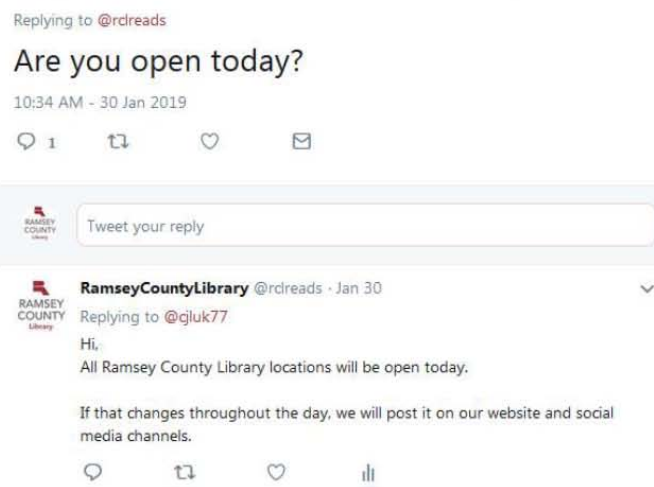 Replying to @rclreads
Are you open today?
10:34 AM - 30 Jan 2019
1
RAMSEY
COUNTY
Library
Tweet your reply
RamseyCountyLibrary @rclreads · Jan 30
RAMSEY
COUNTY
Library
Replying to @cjluk77
Hi,
All Ramsey County Library locations will be open today.
If that changes throughout the day, we will post it on our website and social
media channels.